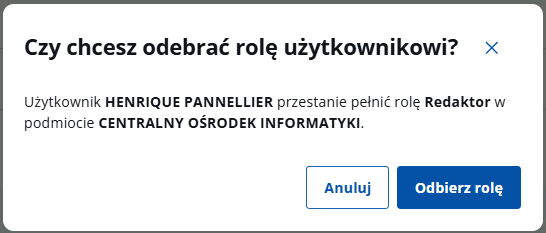 Czy chcesz odebrać rolę użytkownikowi?
Użytkownik HENRIQUE PANNELLIER przestanie pełnić rolę Redaktor w
podmiocie CENTRALNY OŚRODEK INFORMATYKI.
Anuluj
Odbierz rolę